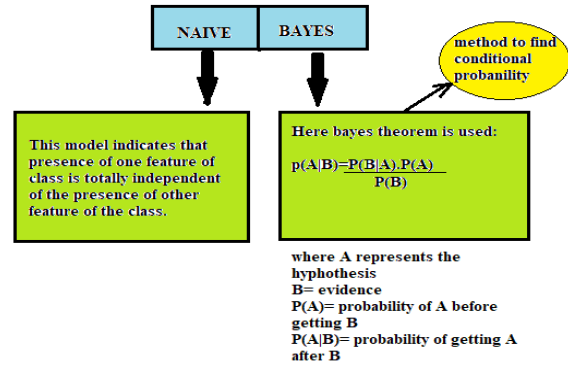 NAIVE
BAYES
method to find
conditional
probanility
This model indicates that
presence of one feature of
class is totally independent
of the presence of other
feature of the class.
Here bayes theorem is used:
p(A|B)=P(B|A).P(A)
P(B)
where A represents the
hyphothesis
B= evidence
P(A)= probability of A before
getting B
P(A|B)= probability of getting A
after B